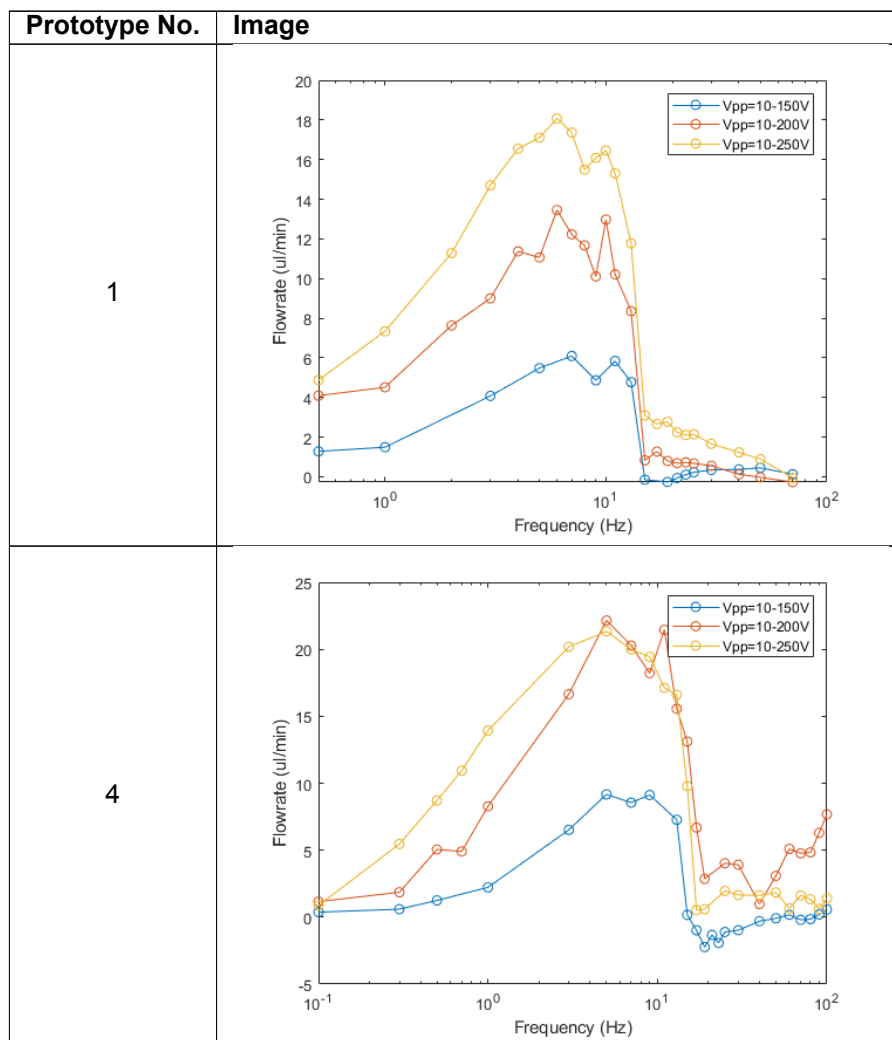 Prototype No. Image
1
20
18
16
14
12
10
8
6
4
2
0
Flowrate (ul/min)
Vpp=10-150V
Vpp=10-200V
Vpp=10-250V
10^0 10^1 10^2
Frequency (Hz)
4
25
20
15
10
5
0
-5
Flowrate (ul/min)
Vpp=10-150V
Vpp=10-200V
Vpp=10-250V
10^-1 10^0 10^1 10^2
Frequency (Hz)